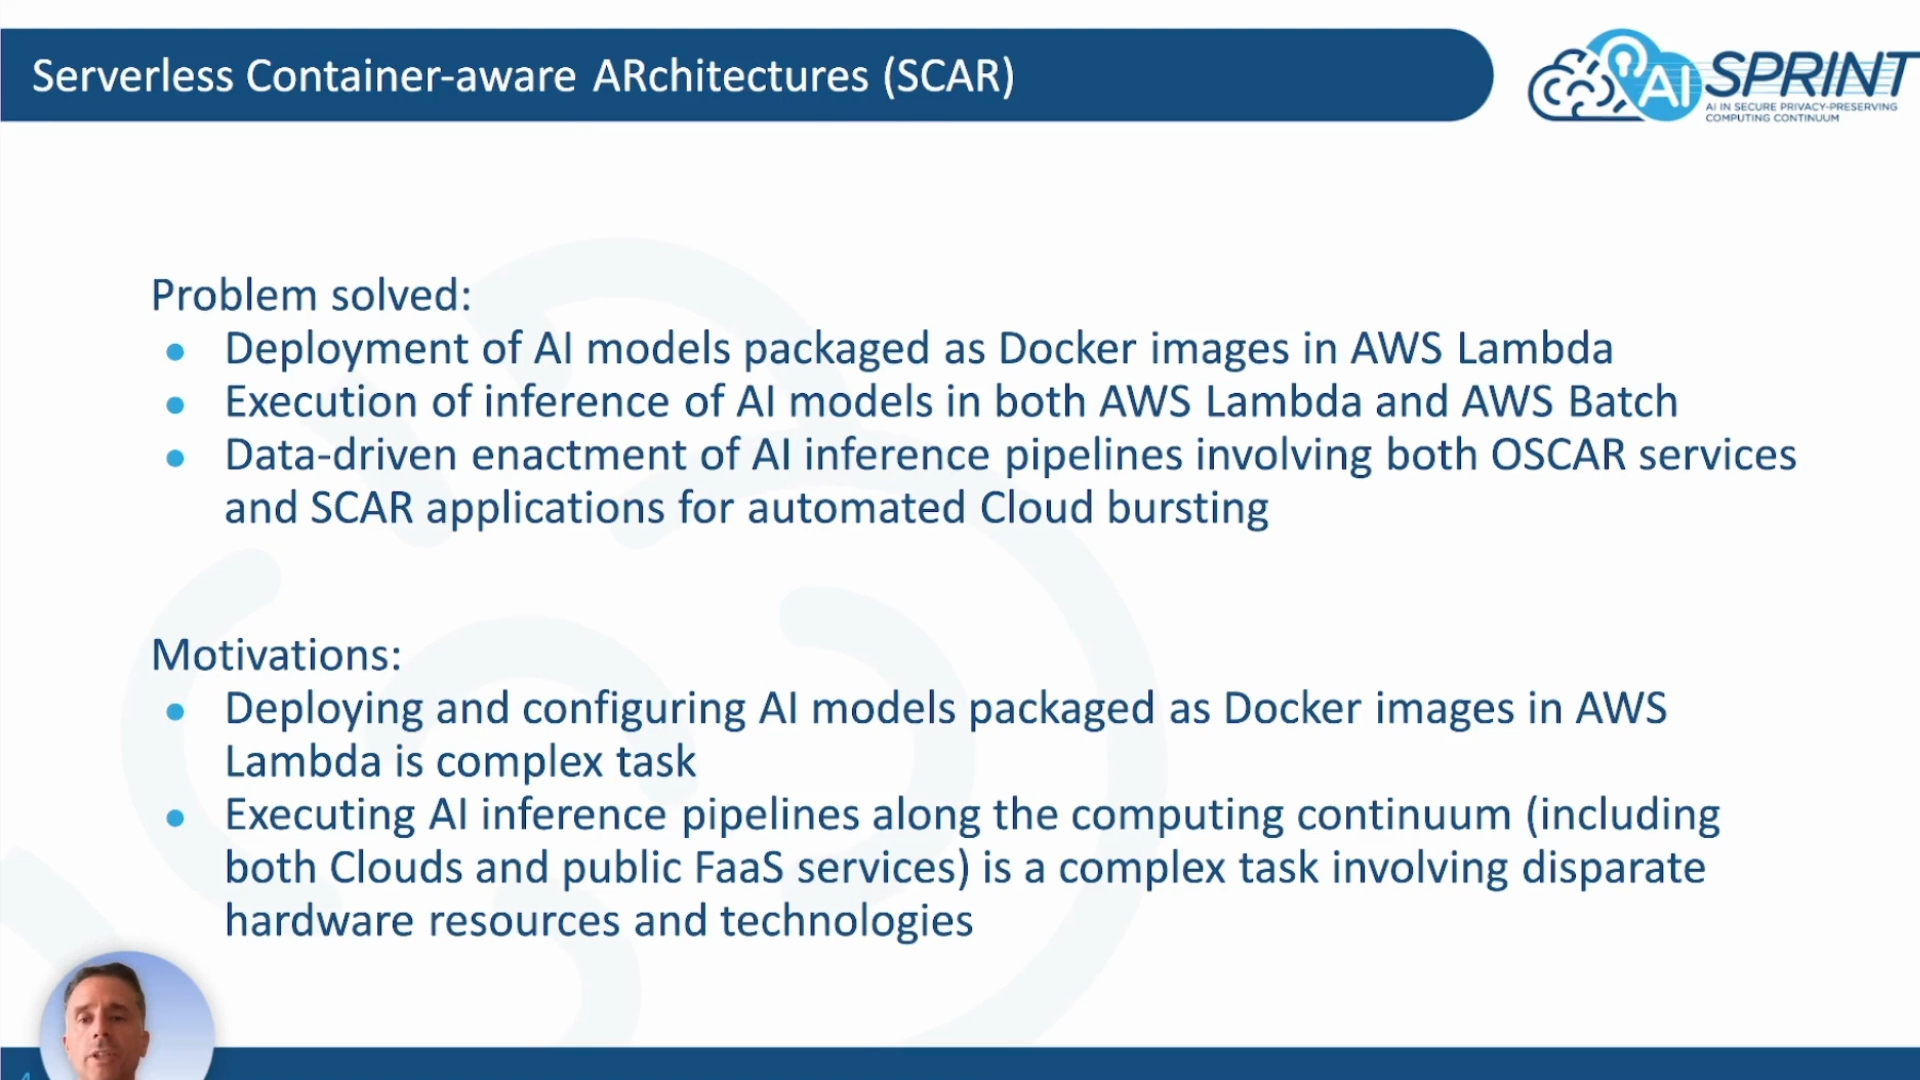 Serverless Container-aware ARchitectures (SCAR)
AI SPRINT
AI IN SECURE PRIVACY-PRESERVING
COMPUTING CONTINUUM
Problem solved:
● Deployment of AI models packaged as Docker images in AWS Lambda
● Execution of inference of AI models in both AWS Lambda and AWS Batch
● Data-driven enactment of AI inference pipelines involving both OSCAR services
and SCAR applications for automated Cloud bursting
Motivations:
● Deploying and configuring AI models packaged as Docker images in AWS
Lambda is complex task
● Executing AI inference pipelines along the computing continuum (including
both Clouds and public FaaS services) is a complex task involving disparate
hardware resources and technologies